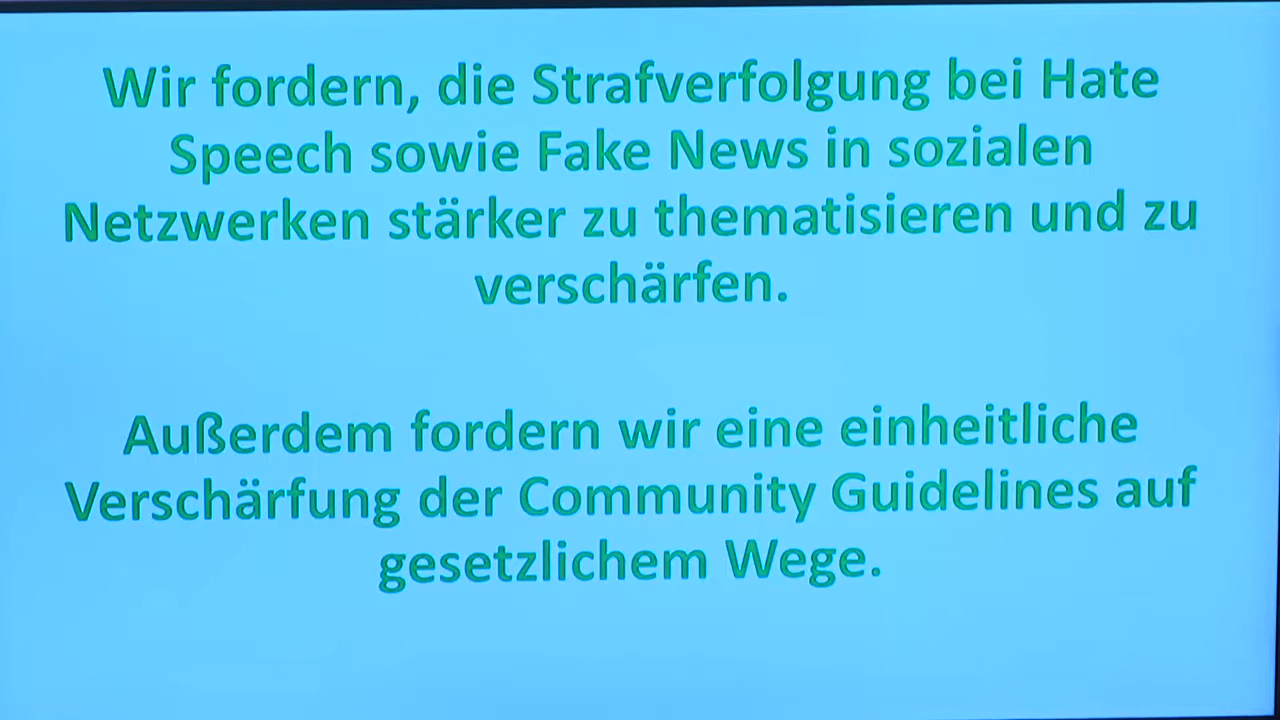 Wir fordern, die Strafverfolgung bei Hate
Speech sowie Fake News in sozialen
Netzwerken stärker zu thematisieren und zu
verschärfen.
Außerdem fordern wir eine einheitliche
Verschärfung der Community Guidelines auf
gesetzlichem Wege.